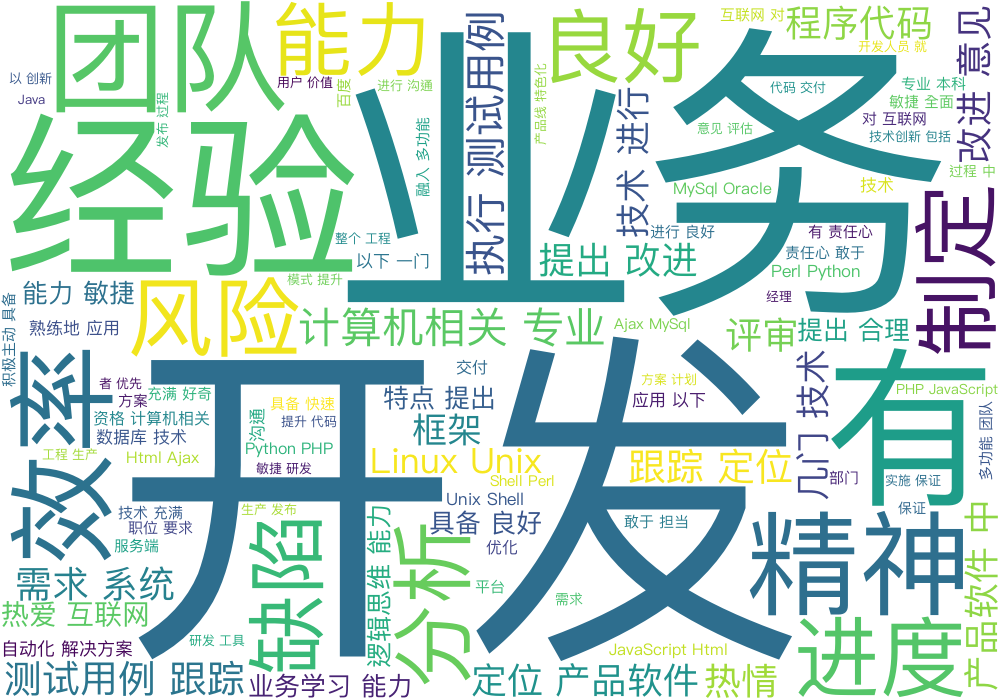 以 创新
Java
团队
发布 过程
用户 价值
能力
百度
进行 沟通
良好
互联网 对
程序代码
开发人员 就
意见
经验
业务
融入 多功能
执行 测试用例
产品线 特色化
技术 进行
代码 交付
意见 评估
专业 本科
敏捷 全面
对 互联网
技术创新 包括
改进
过程 中
MySql Oracle
技术
整个 工程
以下 一门
模式 提升
提出 改进
进行 良好
有 责任心
责任心 敢于
Perl Python
经理
制定
积极主动 具备
能力 敏捷
熟练地 应用
风险
计算机相关 专业
Ajax MySql
评审
提出 合理
效率
者 优先
方案
充满 好奇
资格 计算机相关
数据库 技术
沟通
开发
具备 快速
提升 代码
交付
特点 提出
框架
方案 计划
应用 以下
几门 技术
有
PHP JavaScript
多功能 团队
工程 生产
Html Ajax
Python PHP
敏捷 研发
Linux Unix
Shell Perl
跟踪 定位
部门
实施 保证
保证
需求 系统
技术 充满
职位 要求
服务端
生产 发布
缺陷
逻辑思维 能力
分析
Unix Shell
具备 良好
优化
敢于 担当
精神
产品软件 中
热爱 互联网
自动化 解决方案
研发 工具
平台
需求
JavaScript Html
进度
测试用例 跟踪
业务学习 能力
定位 产品软件
热情